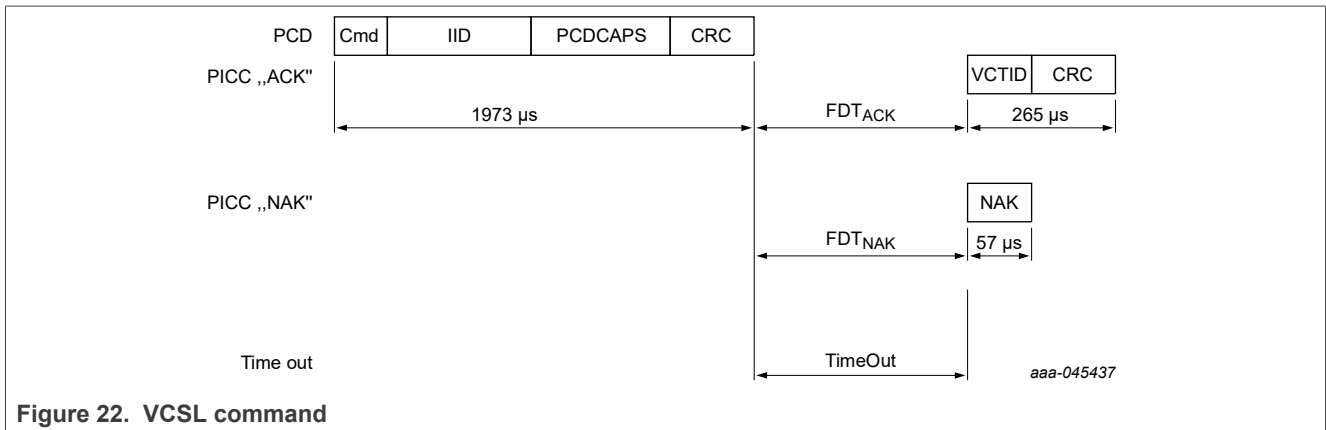 PCD Cmd IID PCDCAPS CRC
PICC ,,ACK" VCTID CRC
1973 µs FDTACK 265 µs
PICC ,,NAK" NAK
FDTNAK 57 µs
Time out TimeOut aaa-045437
Figure 22. VCSL command